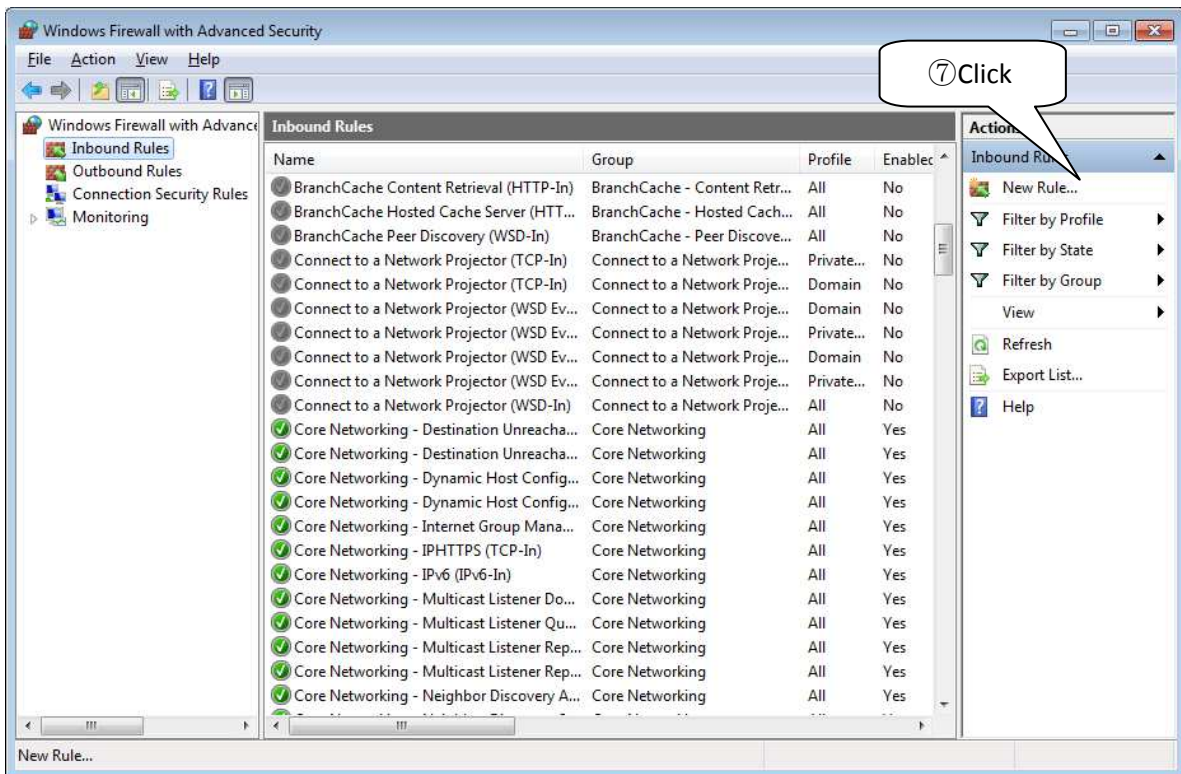 Windows Firewall with Advanced Security
File Action View Help
⑦Click
Windows Firewall with Advance
Inbound Rules
Outbound Rules
Connection Security Rules
Monitoring
Inbound Rules
Name Group Profile Enabled
BranchCache Content Retrieval (HTTP-In) BranchCache - Content Retr... All No
BranchCache Hosted Cache Server (HTT... BranchCache - Hosted Cach... All No
BranchCache Peer Discovery (WSD-In) BranchCache - Peer Discove... All No
Connect to a Network Projector (TCP-In) Connect to a Network Proje... Private... No
Connect to a Network Projector (TCP-In) Connect to a Network Proje... Domain No
Connect to a Network Projector (WSD Ev... Connect to a Network Proje... Domain No
Connect to a Network Projector (WSD Ev... Connect to a Network Proje... Private... No
Connect to a Network Projector (WSD Ev... Connect to a Network Proje... Domain No
Connect to a Network Projector (WSD Ev... Connect to a Network Proje... Private... No
Connect to a Network Projector (WSD-In) Connect to a Network Proje... All No
Core Networking - Destination Unreacha... Core Networking All Yes
Core Networking - Destination Unreacha... Core Networking All Yes
Core Networking - Dynamic Host Config... Core Networking All Yes
Core Networking - Dynamic Host Config... Core Networking All Yes
Core Networking - Internet Group Mana... Core Networking All Yes
Core Networking - IPHTTPS (TCP-In) Core Networking All Yes
Core Networking - IPv6 (IPv6-In) Core Networking All Yes
Core Networking - Multicast Listener Do... Core Networking All Yes
Core Networking - Multicast Listener Qu... Core Networking All Yes
Core Networking - Multicast Listener Rep... Core Networking All Yes
Core Networking - Multicast Listener Rep... Core Networking All Yes
Core Networking - Neighbor Discovery A... Core Networking All Yes
Actions
Inbound Rules
New Rule...
Filter by Profile
Filter by State
Filter by Group
View
Refresh
Export List...
Help
New Rule...